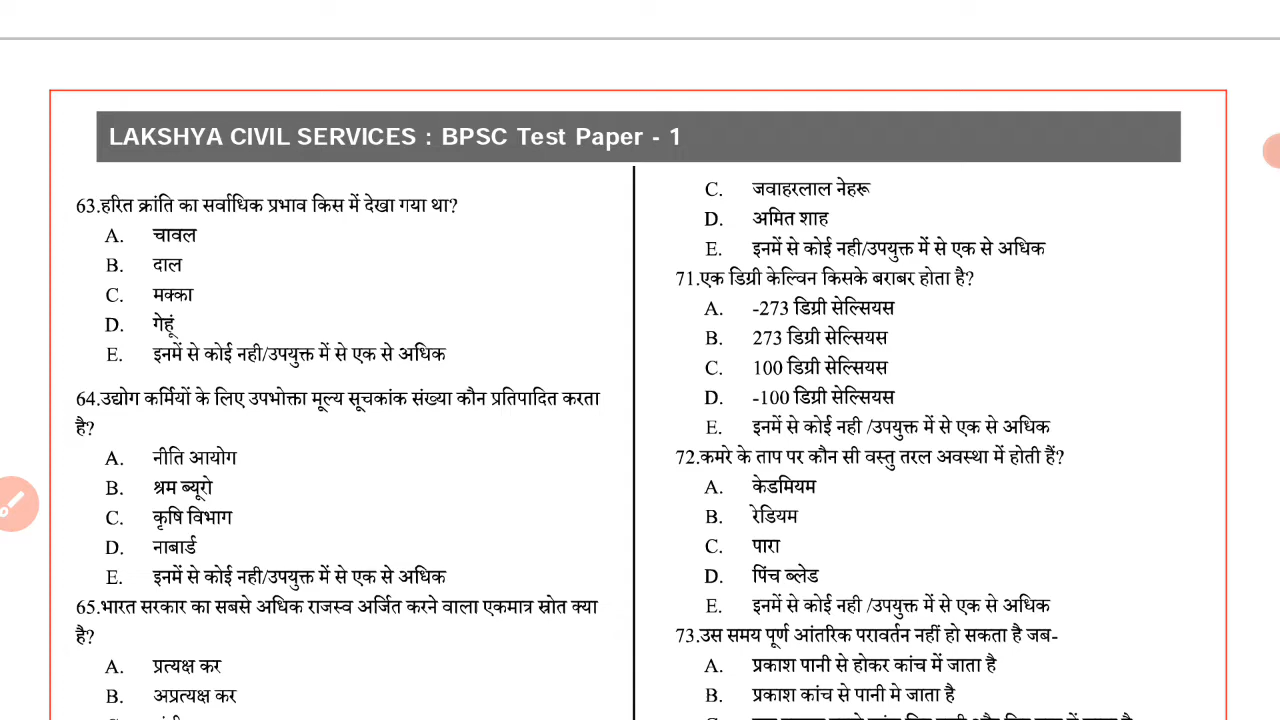 LAKSHYA CIVIL SERVICES : BPSC Test Paper - 1
63.हरित क्रांति का सर्वाधिक प्रभाव किस में देखा गया था?
A. चावल
B. दाल
C. मक्का
D. गेहूं
E. इनमें से कोई नही/उपयुक्त में से एक से अधिक
64.उद्योग कर्मियों के लिए उपभोक्ता मूल्य सूचकांक संख्या कौन प्रतिपादित करता
है?
A. नीति आयोग
B. श्रम ब्यूरो
C. कृषि विभाग
D. नाबार्ड
E. इनमें से कोई नही/उपयुक्त में से एक से अधिक
65.भारत सरकार का सबसे अधिक राजस्व अर्जित करने वाला एकमात्र स्रोत क्या
है?
A. प्रत्यक्ष कर
B. अप्रत्यक्ष कर
C. जवाहरलाल नेहरू
D. अमित शाह
E. इनमें से कोई नही/उपयुक्त में से एक से अधिक
71.एक डिग्री केल्विन किसके बराबर होता है?
A. -273 डिग्री सेल्सियस
B. 273 डिग्री सेल्सियस
C. 100 डिग्री सेल्सियस
D. -100 डिग्री सेल्सियस
E. इनमें से कोई नही /उपयुक्त में से एक से अधिक
72.कमरे के ताप पर कौन सी वस्तु तरल अवस्था में होती हैं?
A. केडमियम
B. रेडियम
C. पारा
D. पिंच ब्लेड
E. इनमें से कोई नही /उपयुक्त में से एक से अधिक
73.उस समय पूर्ण आंतरिक परावर्तन नहीं हो सकता है जब-
A. प्रकाश पानी से होकर कांच में जाता है
B. प्रकाश कांच से पानी मे जाता है